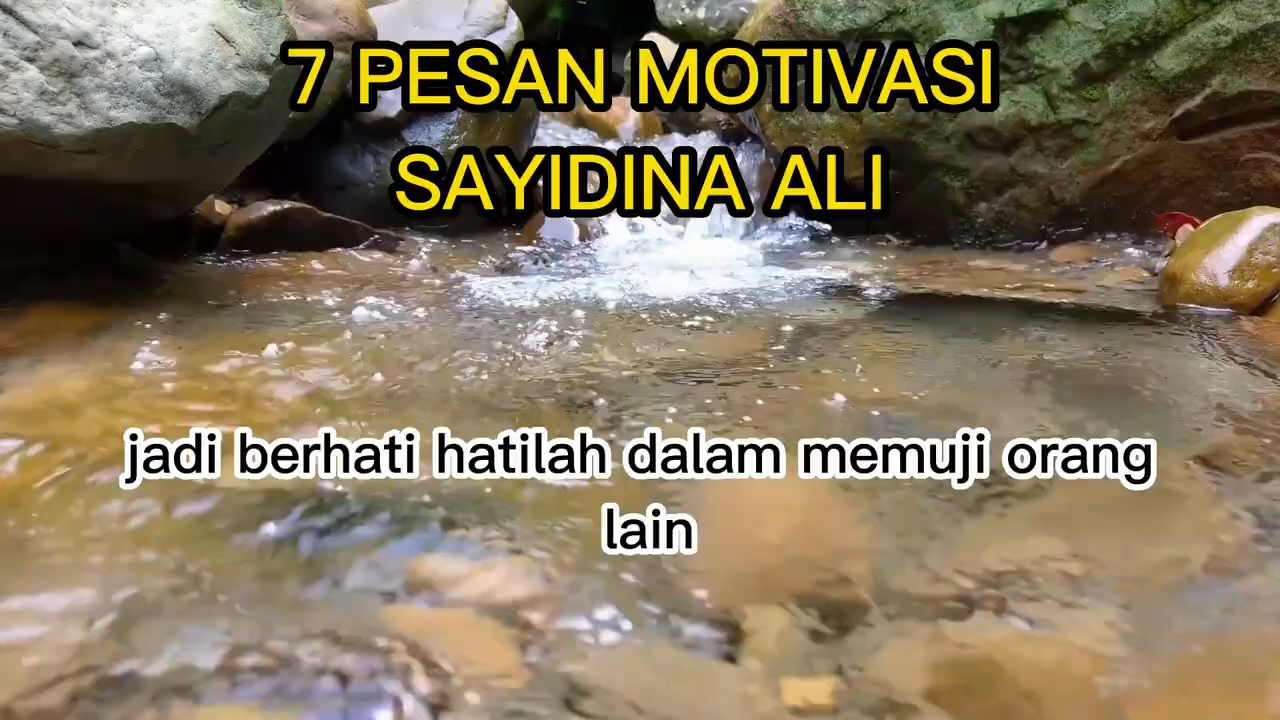 7 PESAN MOTIVASI
SAYIDINA ALI
jadi berhati hatilah dalam memuji orang
lain